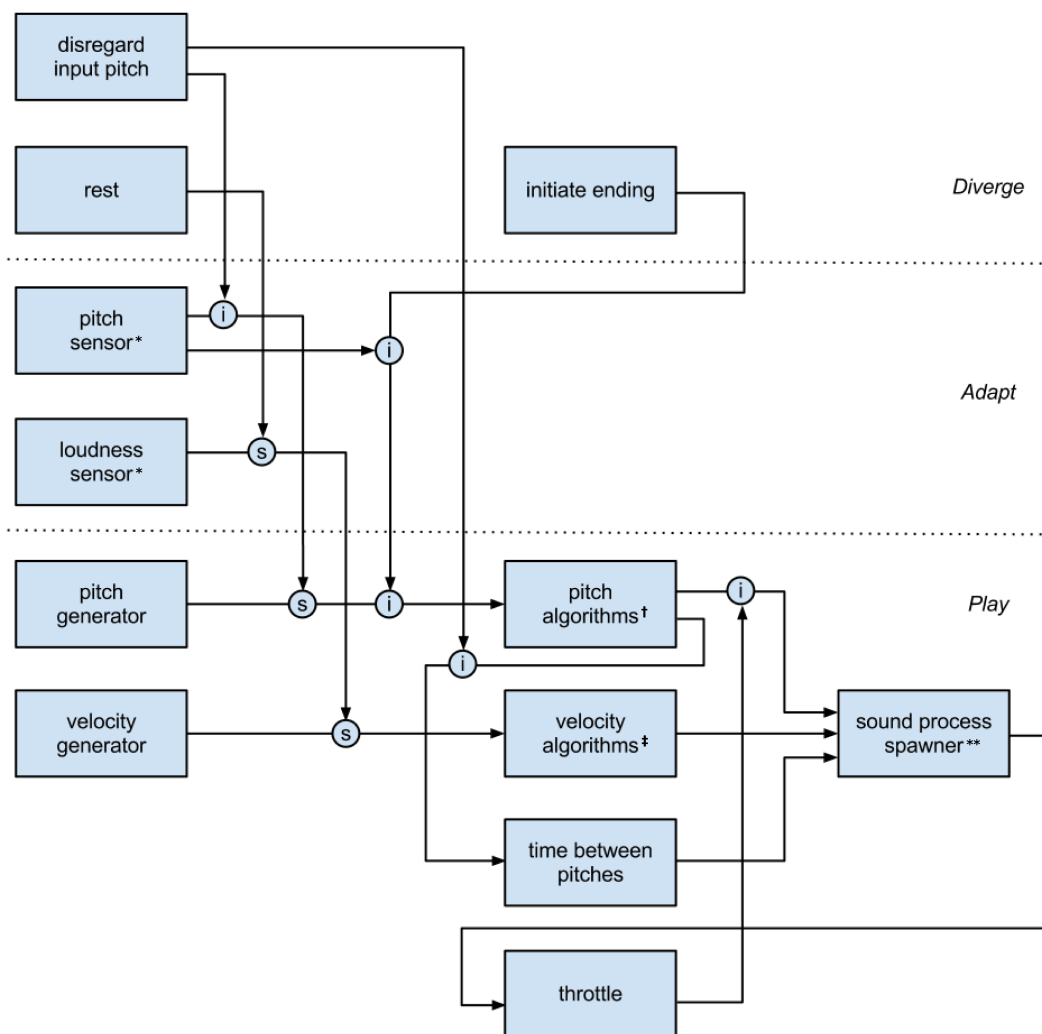 disregard
input pitch
rest
initiate ending
Diverge
i
pitch
sensor*
i
Adapt
loudness
sensor*
s
pitch
generator
s
i
pitch
algorithms†
i
Play
i
velocity
generator
s
velocity
algorithms‡
sound process
spawner**
time between
pitches
throttle